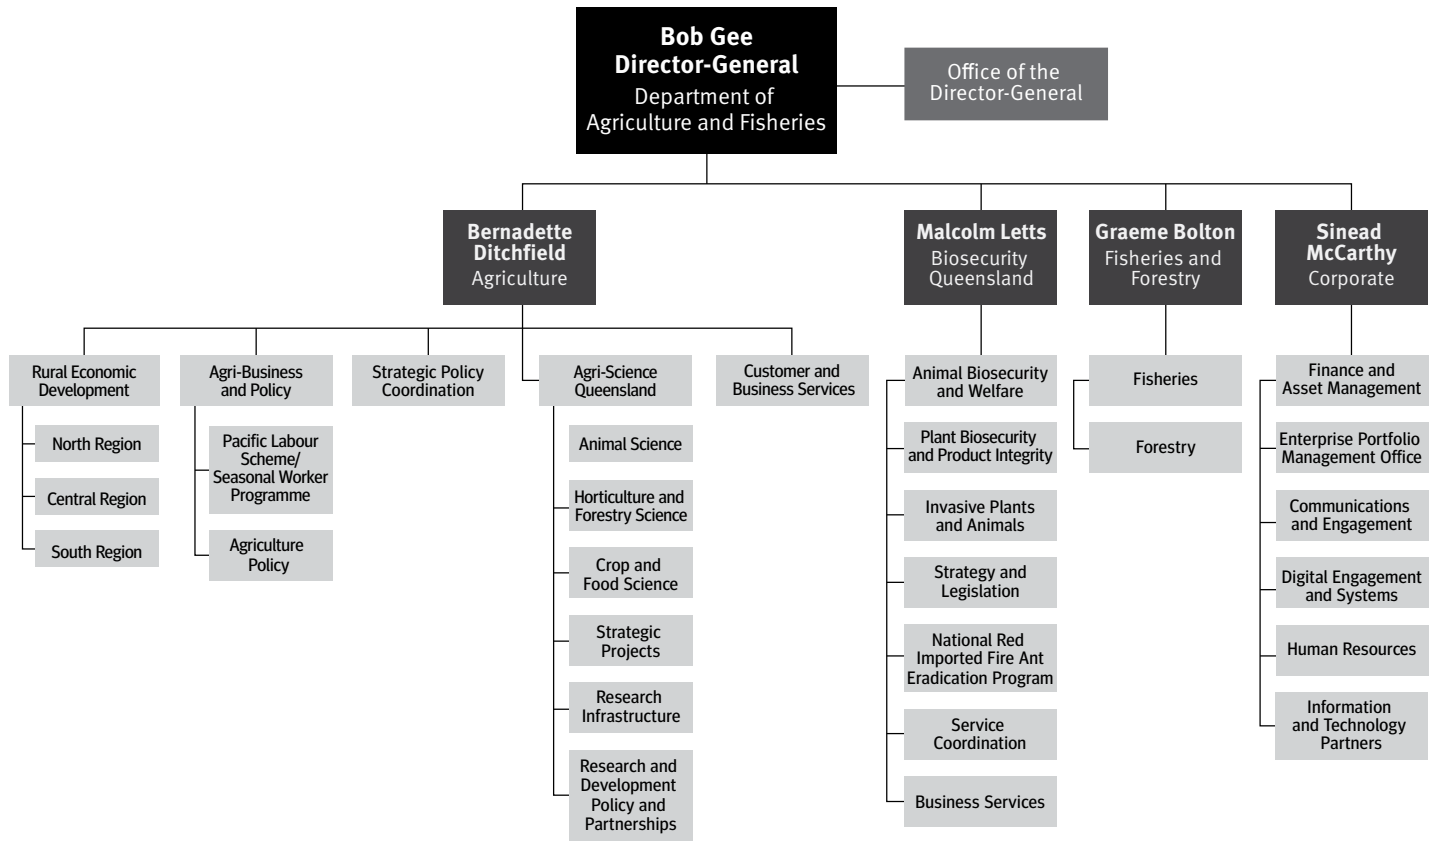 Bob Gee
Director-General
Department of
Agriculture and Fisheries
Office of the
Director-General
Bernadette
Ditchfield
Agriculture
Malcolm Letts
Biosecurity
Queensland
Graeme Bolton
Fisheries and
Forestry
Sinead
McCarthy
Corporate
Rural Economic
Development
North Region
Central Region
South Region
Agri-Business
and Policy
Pacific Labour
Scheme/
Seasonal Worker
Programme
Agriculture
Policy
Strategic Policy
Coordination
Agri-Science
Queensland
Animal Science
Horticulture and
Forestry Science
Crop and
Food Science
Strategic
Projects
Research
Infrastructure
Research and
Development
Policy and
Partnerships
Customer and
Business Services
Animal Biosecurity
and Welfare
Plant Biosecurity
and Product Integrity
Invasive Plants
and Animals
Strategy and
Legislation
National Red
Imported Fire Ant
Eradication Program
Service
Coordination
Business Services
Fisheries
Forestry
Finance and
Asset Management
Enterprise Portfolio
Management Office
Communications
and Engagement
Digital Engagement
and Systems
Human Resources
Information
and Technology
Partners